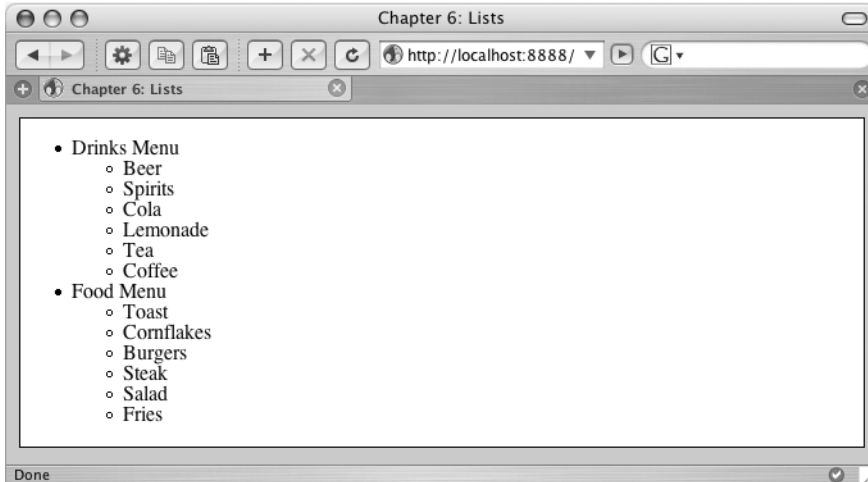 Chapter 6: Lists
http://localhost:8888/
G
Chapter 6: Lists
Drinks Menu
Beer
Spirits
Cola
Lemonade
Tea
Coffee
Food Menu
Toast
Cornflakes
Burgers
Steak
Salad
Fries
Done